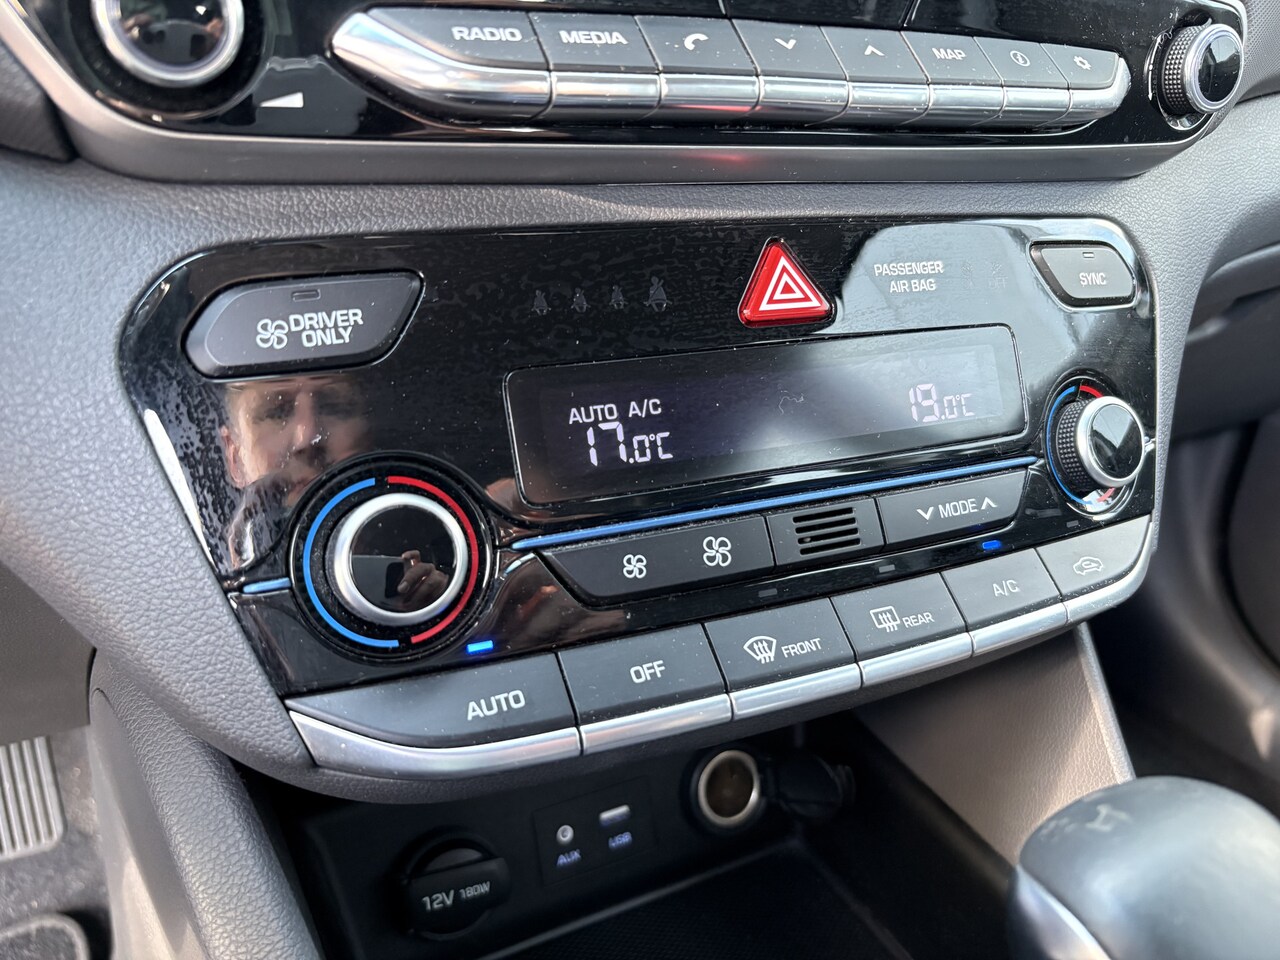 RADIO
MEDIA
MAP
DRIVER
ONLY
PASSENGER
AIR BAG
SYNC
AUTO A/C
17.0°C
19.0°C
MODE
AUTO
OFF
FRONT
REAR
A/C
AUX
USB
12V 180W